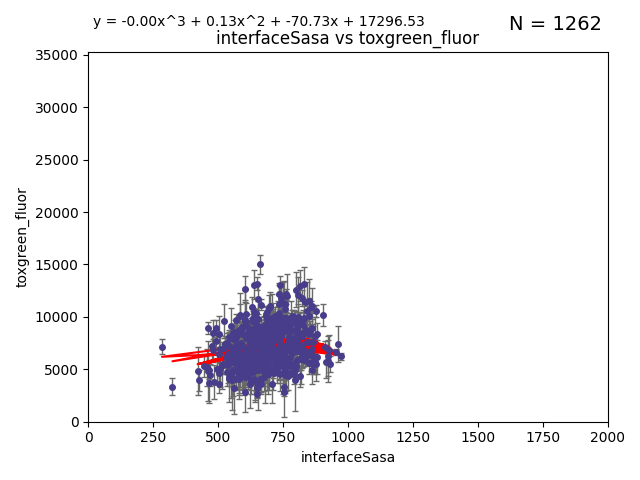 y = -0.00x^3 + 0.13x^2 + -70.73x + 17296.53
N = 1262
interfaceSasa vs toxgreen_fluor
35000
30000
25000
20000
15000
10000
5000
0
toxgreen_fluor
0 250 500 750 1000 1250 1500 1750 2000
interfaceSasa